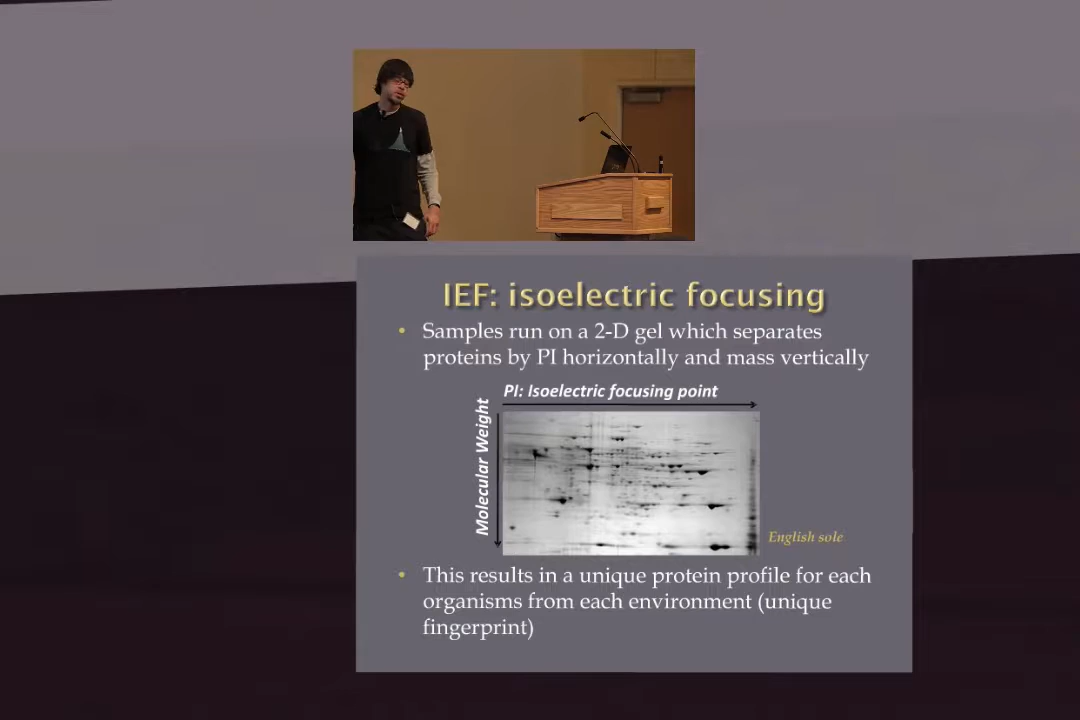 IEF: isoelectric focusing
• Samples run on a 2-D gel which separates
proteins by PI horizontally and mass vertically
PI: Isoelectric focusing point
Molecular Weight
English sole
• This results in a unique protein profile for each
organisms from each environment (unique
fingerprint)